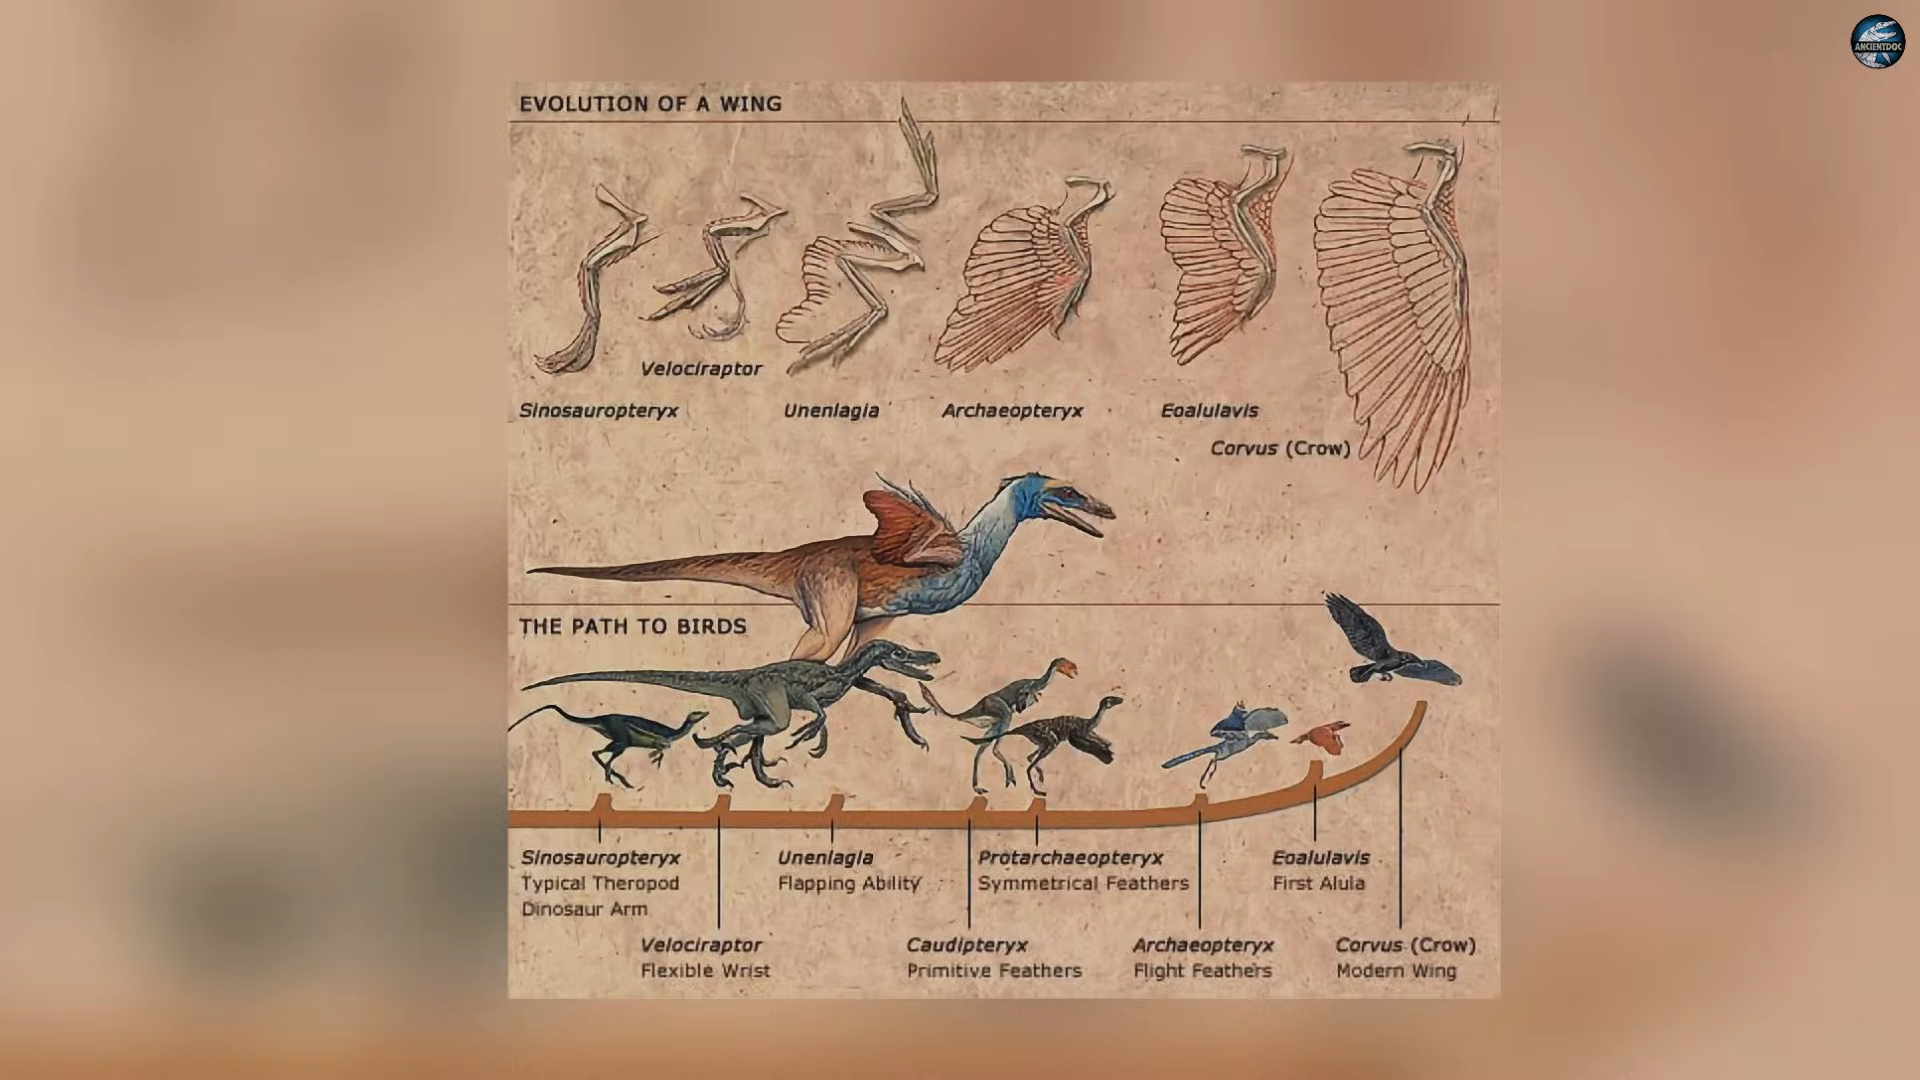 ANCIENTDOC
EVOLUTION OF A WING
Velociraptor
Sinosauropteryx
Unenlagia
Archaeopteryx
Eoalulavis
Corvus (Crow)
THE PATH TO BIRDS
Sinosauropteryx
Typical Theropod
Dinosaur Arm
Velociraptor
Flexible Wrist
Unenlagia
Flapping Ability
Caudipteryx
Primitive Feathers
Protarchaeopteryx
Symmetrical Feathers
Archaeopteryx
Flight Feathers
Eoalulavis
First Alula
Corvus (Crow)
Modern Wing